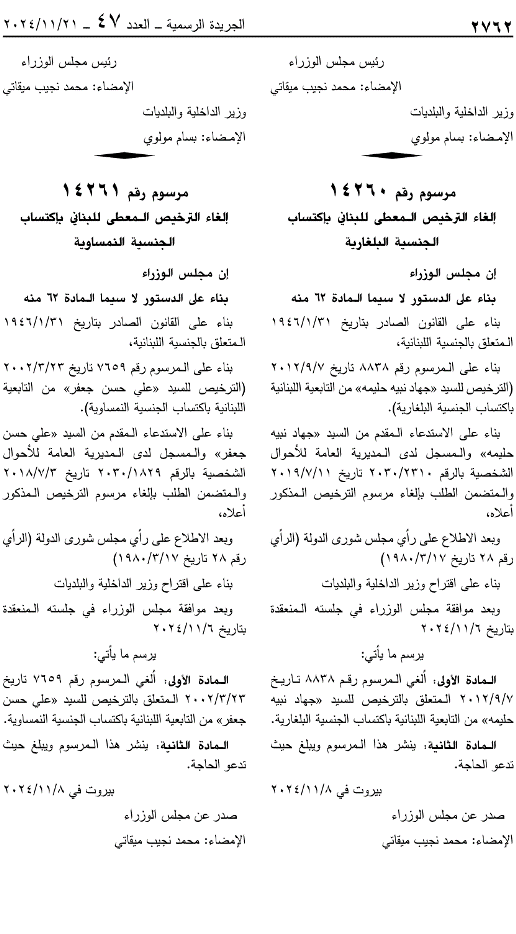 ٢٧٦٢
الجريدة الرسمية ــ العدد ٤٧ ــ ٢٠٢٤/١١/٢١
رئيس مجلس الوزراء
الإمضاء: محمد نجيب ميقاتي
وزير الداخلية والبلديات
الإمضاء: بسام مولوي
مرسوم رقم ١٤٢٦٠
إلغاء الترخيص المعطى للبناني بإكتساب
الجنسية البلغارية
إن مجلس الوزراء
بناء على الدستور لا سيما المادة ٦٢ منه
بناء على القانون الصادر بتاريخ ١٩٤٦/١/٣١
المتعلق بالجنسية اللبنانية،
بناء على المرسوم رقم ٨٨٣٨ تاريخ ٢٠١٢/٩/٧
(الترخيص للسيد «جهاد نبيه حليمه» من التابعية اللبنانية
باكتساب الجنسية البلغارية).
بناء على الاستدعاء المقدم من السيد «جهاد نبيه
حليمه» والمسجل لدى المديرية العامة للأحوال
الشخصية بالرقم ٢٠٣٠/٢٣١٠ تاريخ ٢٠١٩/٧/١١
والمتضمن الطلب بإلغاء مرسوم الترخيص المذكور
أعلاه،
وبعد الاطلاع على رأي مجلس شورى الدولة (الرأي
رقم ٢٨ تاريخ ١٩٨٠/٣/١٧)
بناء على اقتراح وزير الداخلية والبلديات
وبعد موافقة مجلس الوزراء في جلسته المنعقدة
بتاريخ ٢٠٢٤/١١/٦
يرسم ما يأتي:
المادة الأولى: ألغي المرسوم رقم ٨٨٣٨ تاريخ
٢٠١٢/٩/٧ المتعلق بالترخيص للسيد «جهاد نبيه
حليمه» من التابعية اللبنانية باكتساب الجنسية البلغارية.
المادة الثانية: ينشر هذا المرسوم ويبلغ حيث
تدعو الحاجة.
بيروت في ٢٠٢٤/١١/٨
صدر عن مجلس الوزراء
الإمضاء: محمد نجيب ميقاتي
رئيس مجلس الوزراء
الإمضاء: محمد نجيب ميقاتي
وزير الداخلية والبلديات
الإمضاء: بسام مولوي
مرسوم رقم ١٤٢٦١
إلغاء الترخيص المعطى للبناني بإكتساب
الجنسية النمساوية
إن مجلس الوزراء
بناء على الدستور لا سيما المادة ٦٢ منه
بناء على القانون الصادر بتاريخ ١٩٤٦/١/٣١
المتعلق بالجنسية اللبنانية،
بناء على المرسوم رقم ٧٦٥٩ تاريخ ٢٠٠٢/٣/٢٣
(الترخيص للسيد «علي حسن جعفر» من التابعية
اللبنانية باكتساب الجنسية النمساوية).
بناء على الاستدعاء المقدم من السيد «علي حسن
جعفر» والمسجل لدى المديرية العامة للأحوال
الشخصية بالرقم ٢٠٣٠/١٨٢٩ تاريخ ٢٠١٨/٧/٣
والمتضمن الطلب بإلغاء مرسوم الترخيص المذكور
أعلاه،
وبعد الاطلاع على رأي مجلس شورى الدولة (الرأي
رقم ٢٨ تاريخ ١٩٨٠/٣/١٧)
بناء على اقتراح وزير الداخلية والبلديات
وبعد موافقة مجلس الوزراء في جلسته المنعقدة
بتاريخ ٢٠٢٤/١١/٦
يرسم ما يأتي:
المادة الأولى: ألغي المرسوم رقم ٧٦٥٩ تاريخ
٢٠٠٢/٣/٢٣ المتعلق بالترخيص للسيد «علي حسن
جعفر» من التابعية اللبنانية باكتساب الجنسية النمساوية.
المادة الثانية: ينشر هذا المرسوم ويبلغ حيث
تدعو الحاجة.
بيروت في ٢٠٢٤/١١/٨
صدر عن مجلس الوزراء
الإمضاء: محمد نجيب ميقاتي